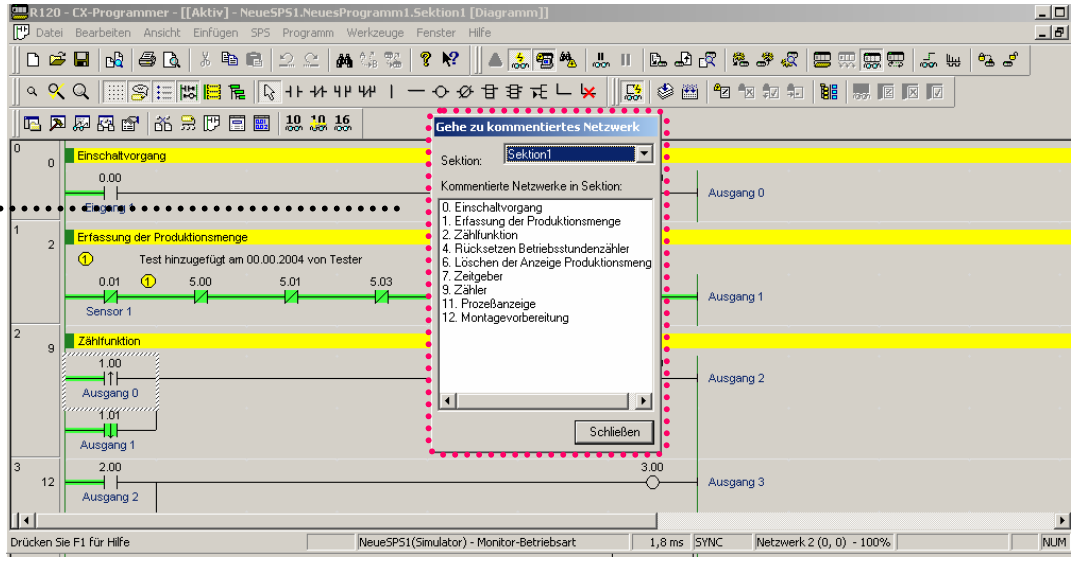 R120 - CX-Programmer - [[Aktiv] - NeueSPS1.NeuesProgramm1.Sektion1 [Diagramm]]
Datei Bearbeiten Ansicht Einfügen SPS Programm Werkzeuge Fenster Hilfe
10 10 16
Gehe zu kommentiertes Netzwerk
Sektion: Sektion1
Kommentierte Netzwerke in Sektion:
0. Einschaltvorgang
1. Erfassung der Produktionsmenge
2. Zählfunktion
4. Rücksetzen Betriebsstundenzähler
6. Löschen der Anzeige Produktionsmeng
7. Zeitgeber
9. Zähler
11. Prozeßanzeige
12. Montagevorbereitung
Schließen
0 0 Einschaltvorgang
0.00
Eingang 1
Ausgang 0
1 2 Erfassung der Produktionsmenge
1 Test hinzugefügt am 00.00.2004 von Tester
0.01 1 5.00 5.01 5.03
Sensor 1
Ausgang 1
2 9 Zählfunktion
1.00
Ausgang 0
Ausgang 2
1.01
Ausgang 1
3 12 2.00 3.00
Ausgang 2
Ausgang 3
Drücken Sie F1 für Hilfe NeueSPS1(Simulator) - Monitor-Betriebsart 1,8 ms SYNC Netzwerk 2 (0, 0) - 100% NUM